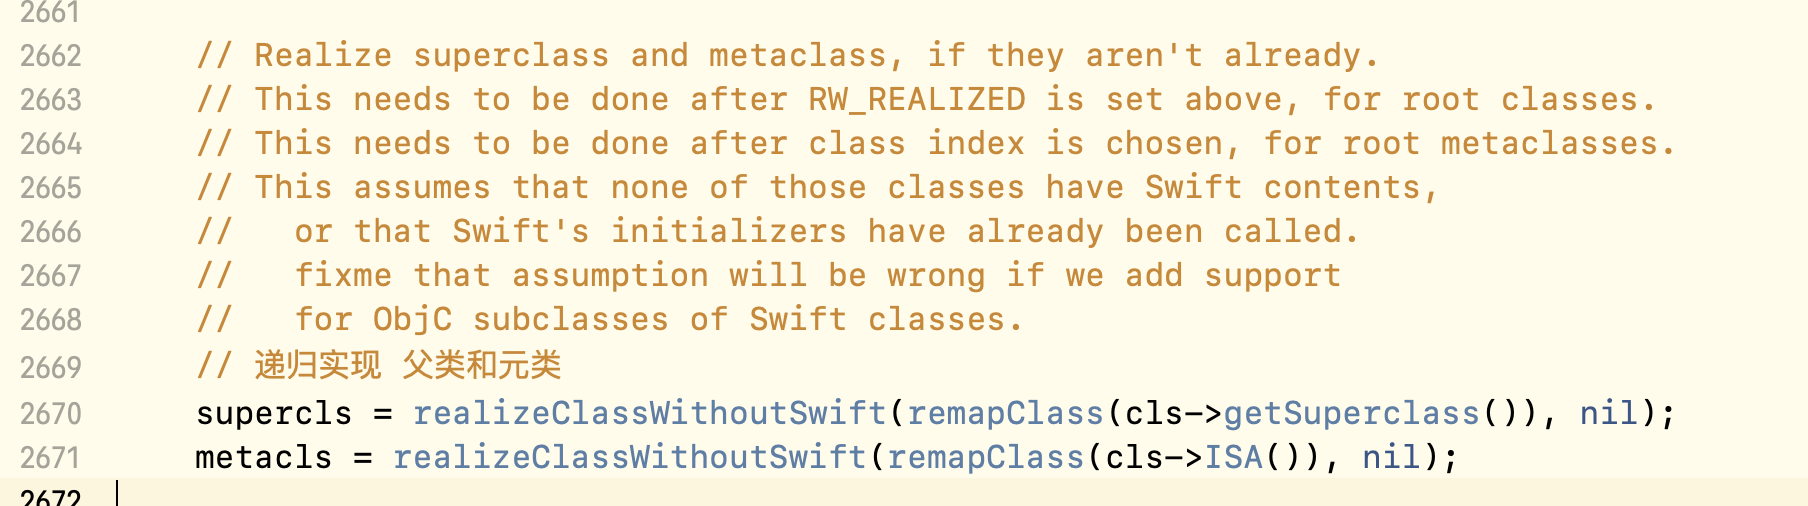 2661
2662 // Realize superclass and metaclass, if they aren't already.
2663 // This needs to be done after RW_REALIZED is set above, for root classes.
2664 // This needs to be done after class index is chosen, for root metaclasses.
2665 // This assumes that none of those classes have Swift contents,
2666 //   or that Swift's initializers have already been called.
2667 //   fixme that assumption will be wrong if we add support
2668 //   for ObjC subclasses of Swift classes.
2669 // 递归实现 父类和元类
2670 supercls = realizeClassWithoutSwift(remapClass(cls->getSuperclass()), nil);
2671 metacls = realizeClassWithoutSwift(remapClass(cls->ISA()), nil);
2672